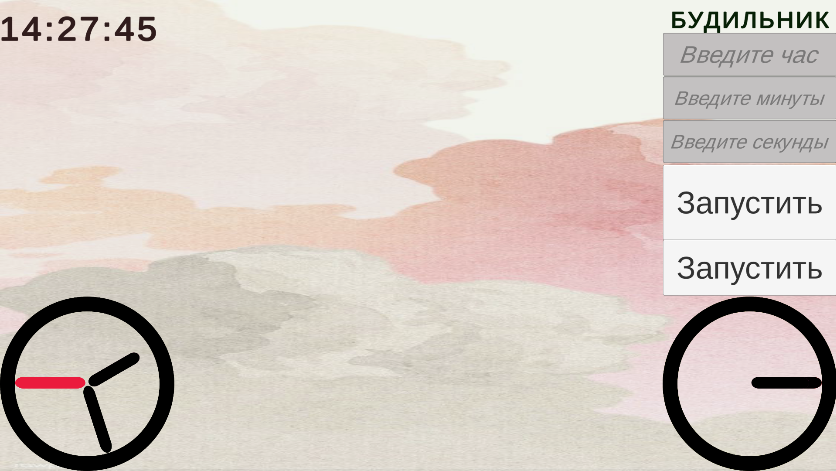 14:27:45
БУДИЛЬНИК
Введите час
Введите минуты
Введите секунды
Запустить
Запустить